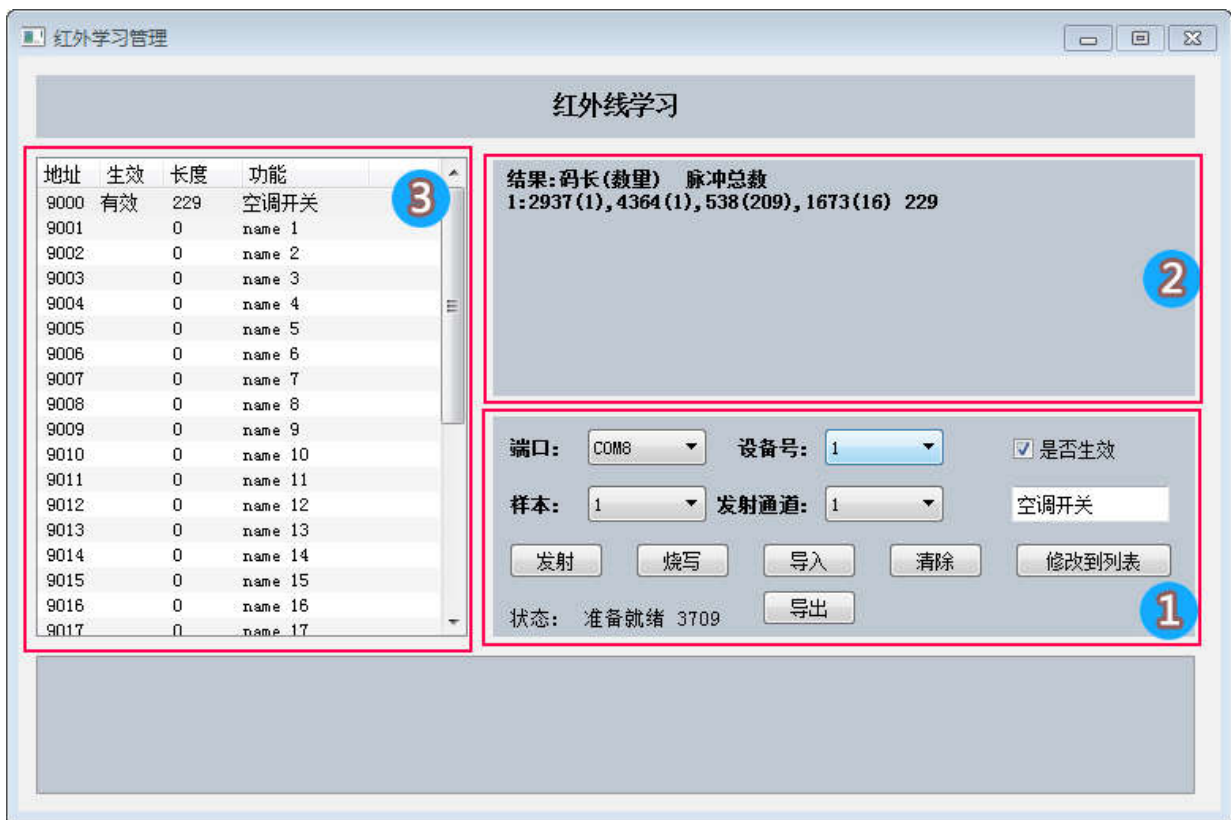 红外学习管理
红外线学习
地址 生效 长度 功能
9000 有效 229 空调开关
9001 0 name 1
9002 0 name 2
9003 0 name 3
9004 0 name 4
9005 0 name 5
9006 0 name 6
9007 0 name 7
9008 0 name 8
9009 0 name 9
9010 0 name 10
9011 0 name 11
9012 0 name 12
9013 0 name 13
9014 0 name 14
9015 0 name 15
9016 0 name 16
9017 0 name 17
3
结果:码长(数里) 脉冲总数
1:2937(1),4364(1),538(209),1673(16) 229
2
端口: COM8 设备号: 1 是否生效
样本: 1 发射通道: 1 空调开关
发射 烧写 导入 清除 修改到列表
状态: 准备就绪 3709 导出
1